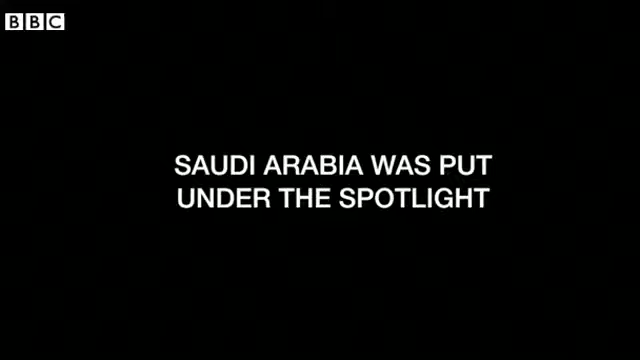 BBC
SAUDI ARABIA WAS PUT
UNDER THE SPOTLIGHT